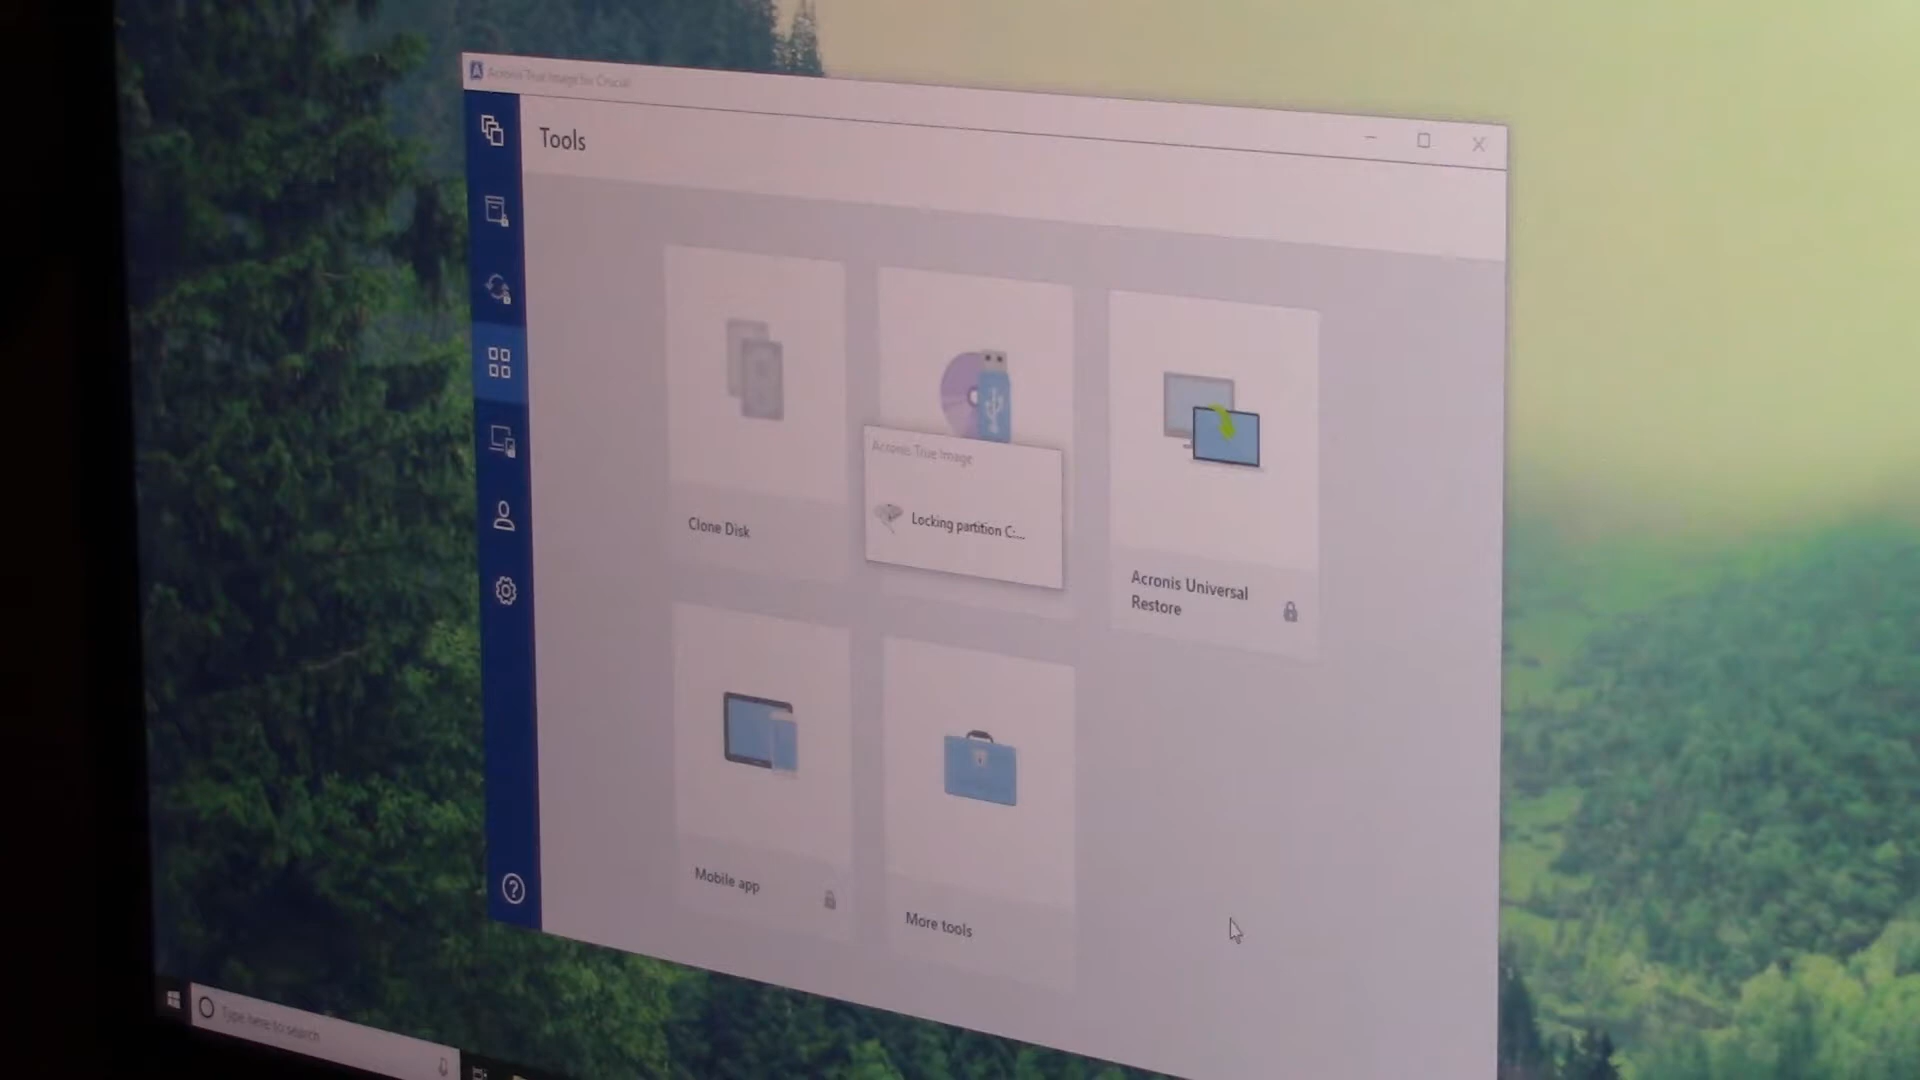 Acronis True Image for Crucial
Tools
Clone Disk
Acronis True Image
Locking partition C:...
Acronis Universal
Restore
Mobile app
More tools
Type here to search